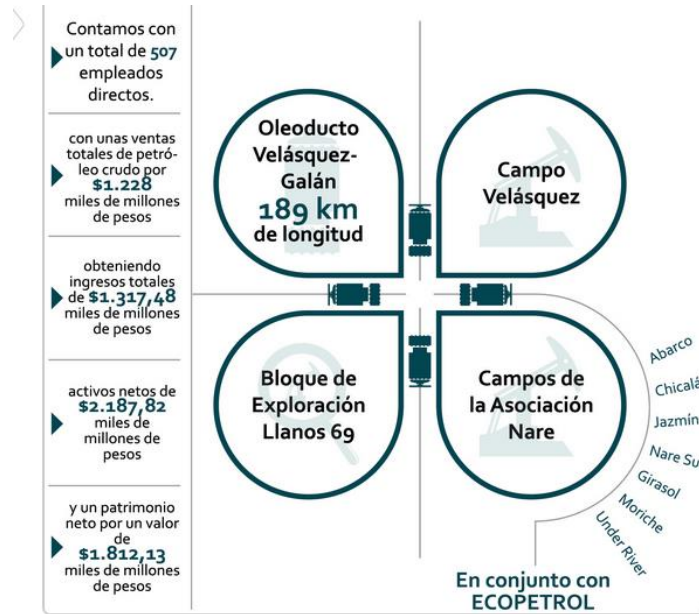 Contamos con
un total de 507
empleados
directos.
con unas ventas
totales de petró-
leo crudo por
$1.228
miles de millones
de pesos
obteniendo
ingresos totales
de $1.317,48
miles de millones
de pesos
activos netos de
$2.187,82
miles de
millones de
pesos
y un patrimonio
neto por un valor
de
$1.812,13
miles de millones
de pesos
Oleoducto
Velásquez-
Galán
189 km
de longitud
Campo
Velásquez
Bloque de
Exploración
Llanos 69
Campos de
la Asociación
Nare
Abarco
Chicalá
Jazmín
Nare Su
Girasol
Moriche
Under River
En conjunto con
ECOPETROL